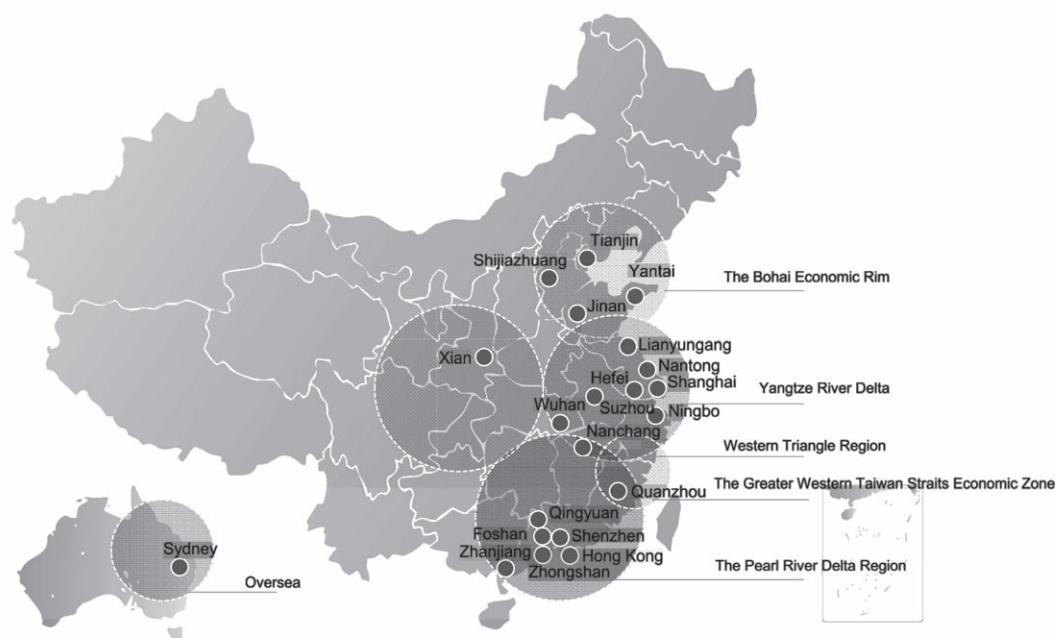 Tianjin
Shijiazhuang
Yantai
The Bohai Economic Rim
Jinan
Lianyungang
Xian
Nantong
Hefei
Shanghai
Yangtze River Delta
Suzhou
Wuhan
Ningbo
Nanchang
Western Triangle Region
The Greater Western Taiwan Straits Economic Zone
Quanzhou
Qingyuan
Foshan
Shenzhen
Sydney
Zhanjiang
Hong Kong
The Pearl River Delta Region
Zhongshan
Oversea